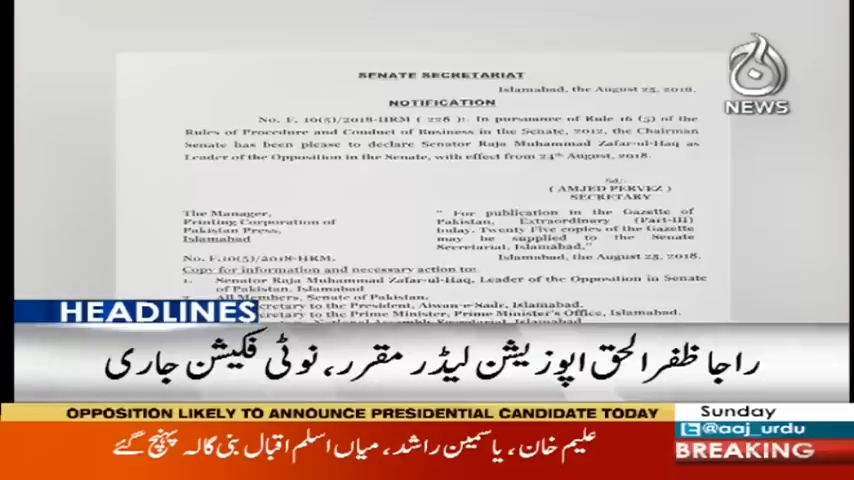 SENATE SECRETARIAT
Islamabad, the August 25, 2018.
NOTIFICATION
No. F. 10(5)/2018-HRM ( 228 ): In pursuance of Rule 16 (5) of the
Rules of Procedure and Conduct of Business in the Senate, 2012, the Chairman
Senate has been please to declare Senator Raja Muhammad Zafar-ul-Haq as
Leader of the Opposition in the Senate, with effect from 24th August, 2018.
Sd/-
( AMJED PERVEZ )
SECRETARY
The Manager,
Printing Corporation of
Pakistan Press,
Islamabad
" For publication in the Gazette of
Pakistan, Extraordinary (Part-III)
today. Twenty Five copies of the Gazette
may be supplied to the Senate
Secretariat, Islamabad."
No. F.10(5)/2018-HRM.
Islamabad, the August 25, 2018.
Copy for information and necessary action to:
1. Senator Raja Muhammad Zafar-ul-Haq, Leader of the Opposition in Senate
of Pakistan, Islamabad
2. All Members, Senate of Pakistan.
Secretary to the President, Aiwan-e-Sadr, Islamabad.
Secretary to the Prime Minister, Prime Minister's Office, Islamabad.
National Assembly Secretariat, Islamabad
NEWS
HEADLINES
راجا ظفر الحق اپوزیشن لیڈر مقرر، نوٹی فکیشن جاری
OPPOSITION LIKELY TO ANNOUNCE PRESIDENTIAL CANDIDATE TODAY
Sunday
@aaj_urdu
BREAKING
علیم خان، یاسمین راشد، میاں اسلم اقبال بنی گالہ پہنچ گئے